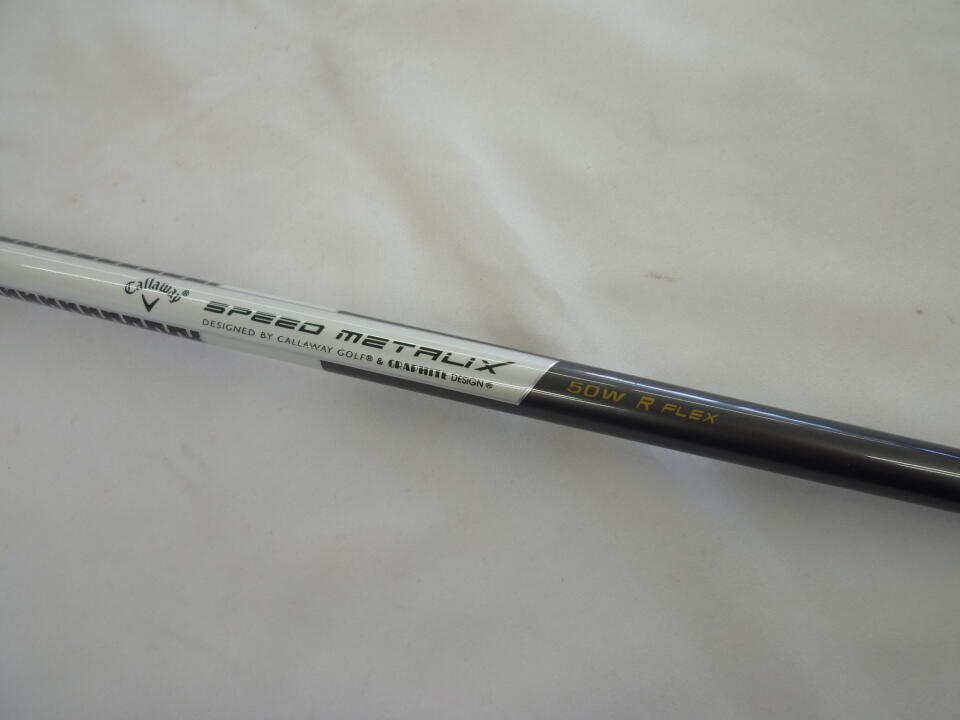 Callaway®
SPEED METALIX
DESIGNED BY CALLAWAY GOLF® & GRAPHITE DESIGN®
50W R FLEX